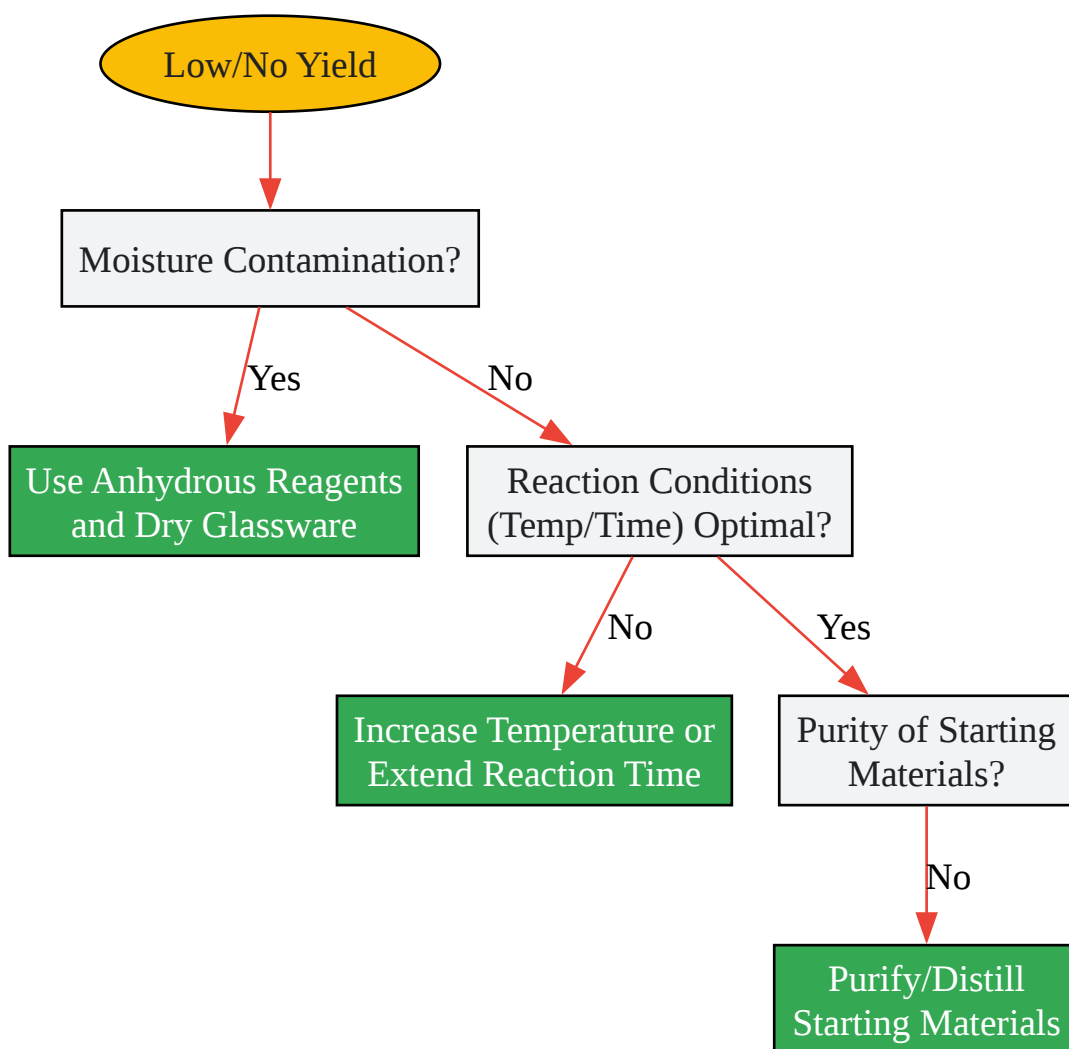 Low/No Yield
Moisture Contamination?
Yes
No
Use Anhydrous Reagents
and Dry Glassware
Reaction Conditions
(Temp/Time) Optimal?
No
Yes
Increase Temperature or
Extend Reaction Time
Purity of Starting
Materials?
No
Purify/Distill
Starting Materials